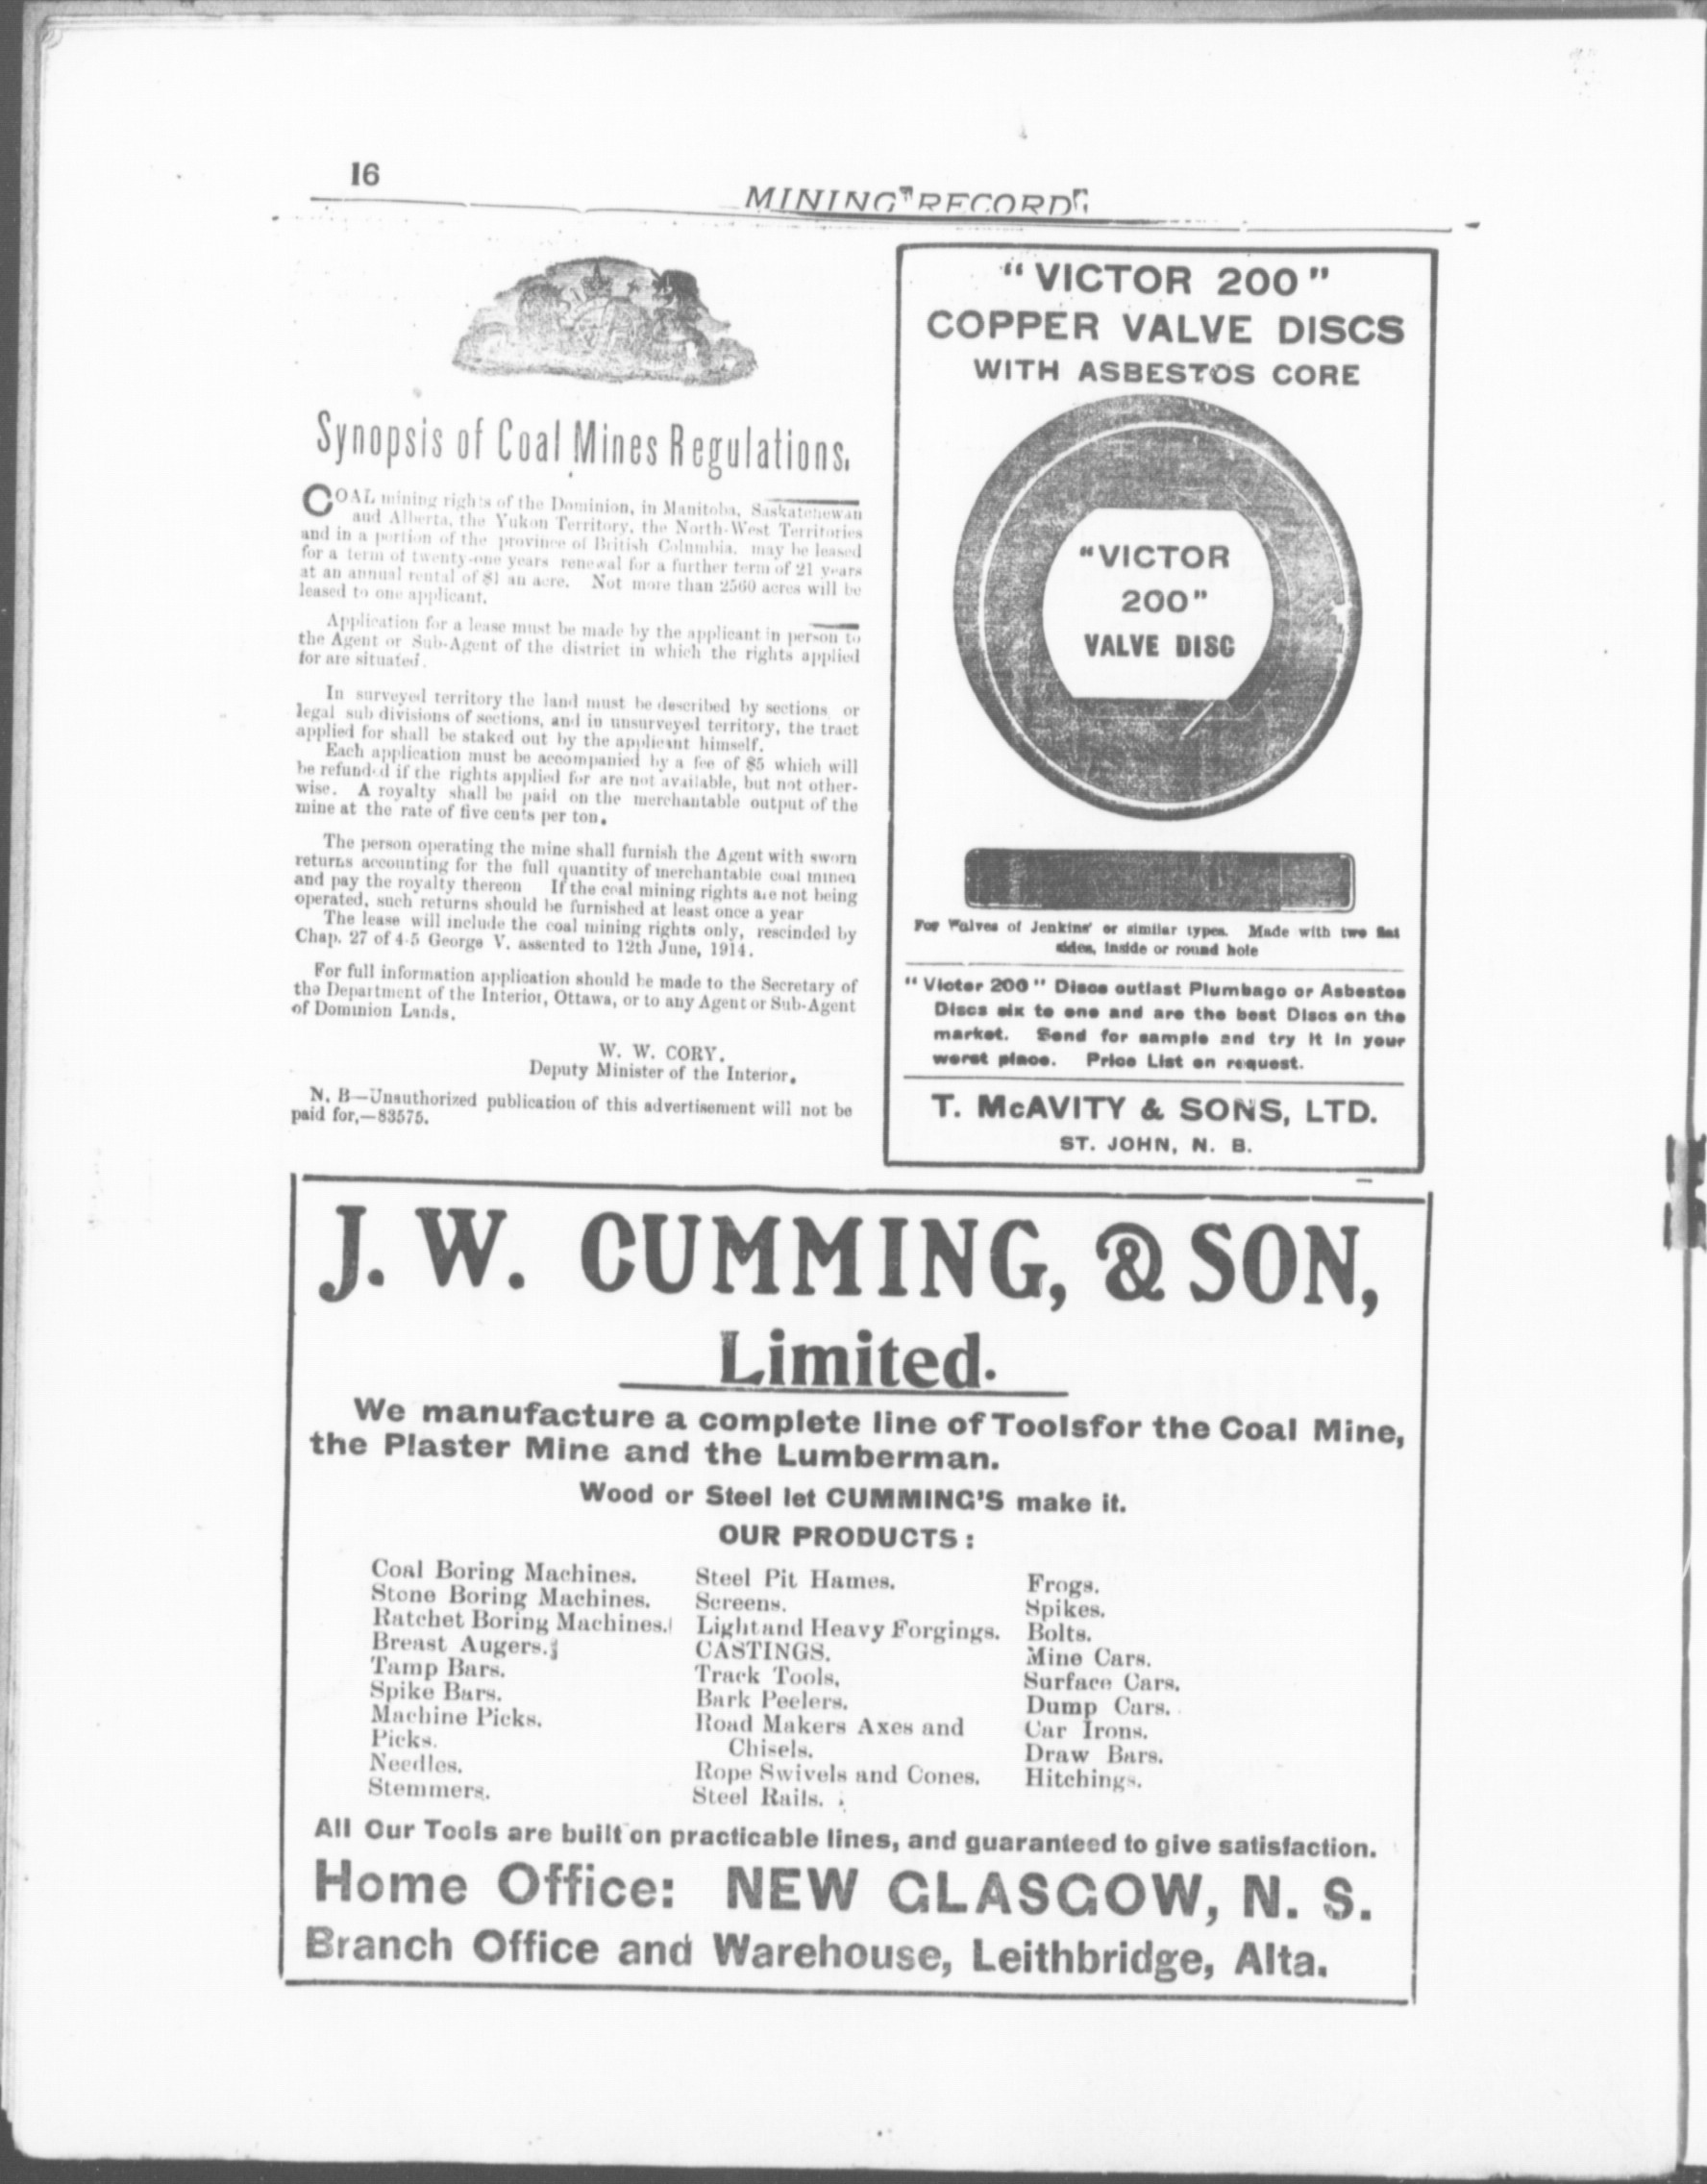 16
MINING RECORD
Synopsis of Coal Mines Regulations.
COAL mining rights of the Dominion, in Manitoba, Saskatchewan
and Alberta, the Yukon Territory, the North-West Territories
and in a portion of the province of British Columbia, may be leased
for a term of twenty-one years renewal for a further term of 21 years
at an annual rental of $1 an acre. Not more than 2560 acres will be
leased to one applicant.
Application for a lease must be made by the applicant in person to
the Agent or Sub-Agent of the district in which the rights applied
for are situated.
In surveyed territory the land must be described by sections, or
legal sub divisions of sections, and in unsurveyed territory, the tract
applied for shall be staked out by the applicant himself.
Each application must be accompanied by a fee of $5 which will
be refunded if the rights applied for are not available, but not other-
wise. A royalty shall be paid on the merchantable output of the
mine at the rate of five cents per ton.
The person operating the mine shall furnish the Agent with sworn
returns accounting for the full quantity of merchantable coal mined
and pay the royalty thereon If the coal mining rights are not being
operated, such returns should be furnished at least once a year
The lease will include the coal mining rights only, rescinded by
Chap. 27 of 4-5 George V. assented to 12th June, 1914.
For full information application should be made to the Secretary of
the Department of the Interior, Ottawa, or to any Agent or Sub-Agent
of Dominion Lands.
W. W. CORY.
Deputy Minister of the Interior.
N. B—Unauthorized publication of this advertisement will not be
paid for,—83575.
"VICTOR 200"
COPPER VALVE DISCS
WITH ASBESTOS CORE
"VICTOR
200"
VALVE DISC
For Valves of Jenkins' or similar types. Made with two flat
sides, inside or round hole
"Victor 200" Discs outlast Plumbago or Asbestos
Discs six to one and are the best Discs on the
market. Send for sample and try it in your
worst place. Price List on request.
T. McAVITY & SONS, LTD.
ST. JOHN, N. B.
J. W. CUMMING, & SON,
Limited.
We manufacture a complete line of Toolsfor the Coal Mine,
the Plaster Mine and the Lumberman.
Wood or Steel let CUMMING'S make it.
OUR PRODUCTS:
Coal Boring Machines.
Stone Boring Machines.
Ratchet Boring Machines.
Breast Augers.
Tamp Bars.
Spike Bars.
Machine Picks.
Picks.
Needles.
Stemmers.
Steel Pit Hames.
Screens.
Light and Heavy Forgings.
CASTINGS.
Track Tools.
Bark Peelers.
Road Makers Axes and
Chisels.
Rope Swivels and Cones.
Steel Rails.
Frogs.
Spikes.
Bolts.
Mine Cars.
Surface Cars.
Dump Cars.
Car Irons.
Draw Bars.
Hitchings.
All Our Tools are built on practicable lines, and guaranteed to give satisfaction.
Home Office: NEW GLASGOW, N. S.
Branch Office and Warehouse, Leithbridge, Alta.